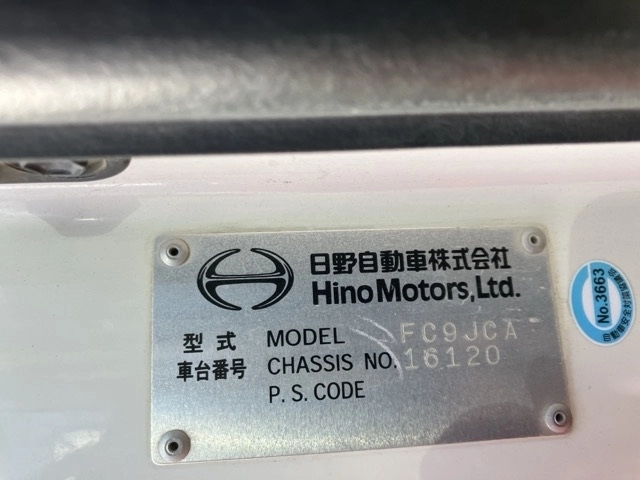 日野自動車株式会社
Hino Motors, Ltd.
型式 MODEL FC9JCA
車台番号 CHASSIS NO. 16120
P. S. CODE
No.3663